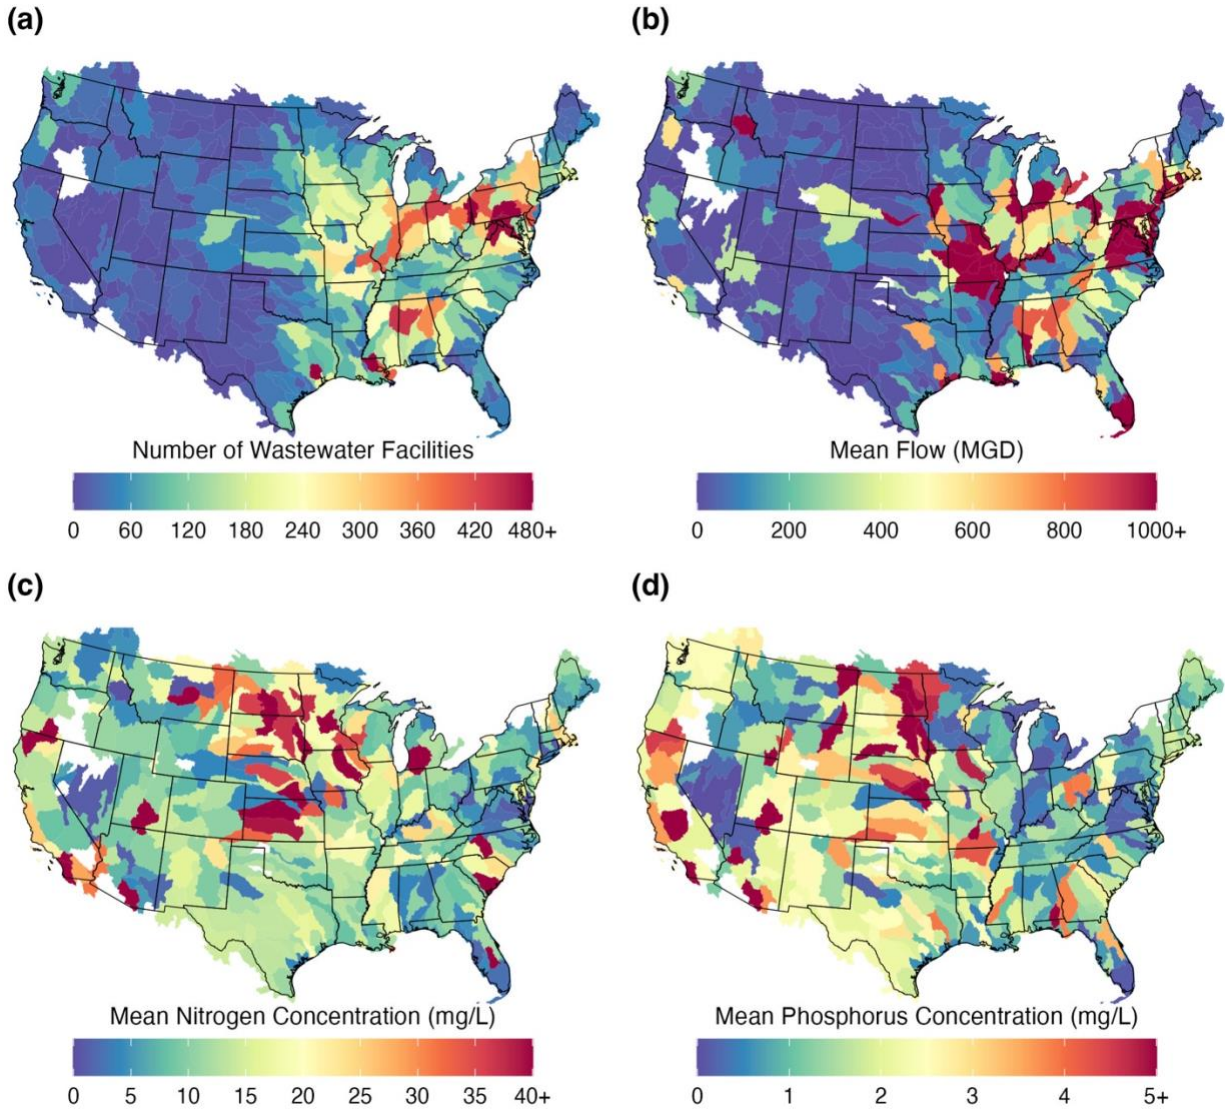 (a)
(b)
Number of Wastewater Facilities
0 60 120 180 240 300 360 420 480+
Mean Flow (MGD)
0 200 400 600 800 1000+
(c)
(d)
Mean Nitrogen Concentration (mg/L)
0 5 10 15 20 25 30 35 40+
Mean Phosphorus Concentration (mg/L)
0 1 2 3 4 5+